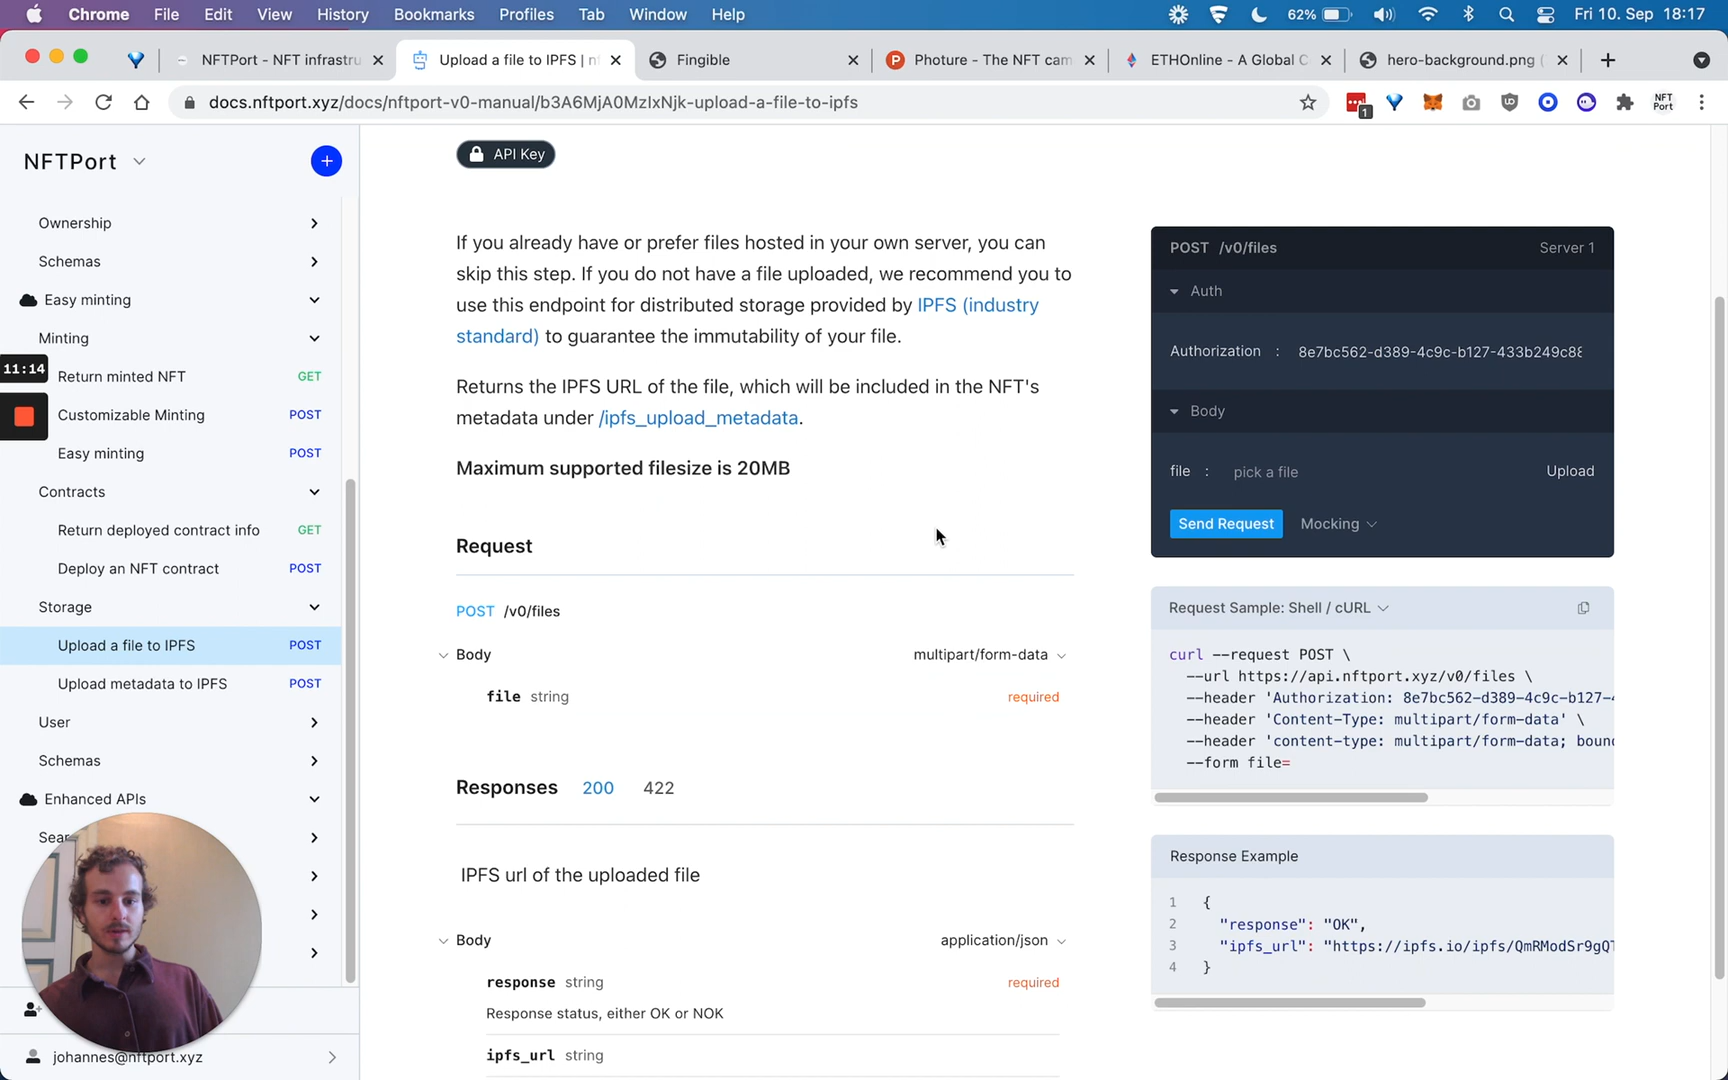 Chrome File Edit View History Bookmarks Profiles Tab Window Help 62% Fri 10. Sep 18:17
NFTPort - NFT infrastru
Upload a file to IPFS | n
Fingible
Photure - The NFT cam
ETHOnline - A Global C
hero-background.png (
docs.nftport.xyz/docs/nftport-v0-manual/b3A6MjA0MzIxNjk-upload-a-file-to-ipfs
1
NFT
Port
NFTPort
Ownership
Schemas
Easy minting
Minting
11:14
Return minted NFT GET
Customizable Minting POST
Easy minting POST
Contracts
Return deployed contract info GET
Deploy an NFT contract POST
Storage
Upload a file to IPFS POST
Upload metadata to IPFS POST
User
Schemas
Enhanced APIs
Sear
johannes@nftport.xyz
API Key
If you already have or prefer files hosted in your own server, you can
skip this step. If you do not have a file uploaded, we recommend you to
use this endpoint for distributed storage provided by IPFS (industry
standard) to guarantee the immutability of your file.
Returns the IPFS URL of the file, which will be included in the NFT's
metadata under /ipfs_upload_metadata.
Maximum supported filesize is 20MB
Request
POST /v0/files
Body multipart/form-data
file string required
Responses 200 422
IPFS url of the uploaded file
Body application/json
response string required
Response status, either OK or NOK
ipfs_url string
POST /v0/files Server 1
Auth
Authorization : 8e7bc562-d389-4c9c-b127-433b249c88
Body
file : pick a file Upload
Send Request Mocking
Request Sample: Shell / cURL
curl --request POST \
--url https://api.nftport.xyz/v0/files \
--header 'Authorization: 8e7bc562-d389-4c9c-b127-4
--header 'Content-Type: multipart/form-data' \
--header 'content-type: multipart/form-data; boun
--form file=
Response Example
1 {
2 "response": "OK",
3 "ipfs_url": "https://ipfs.io/ipfs/QmRModSr9gQT
4 }